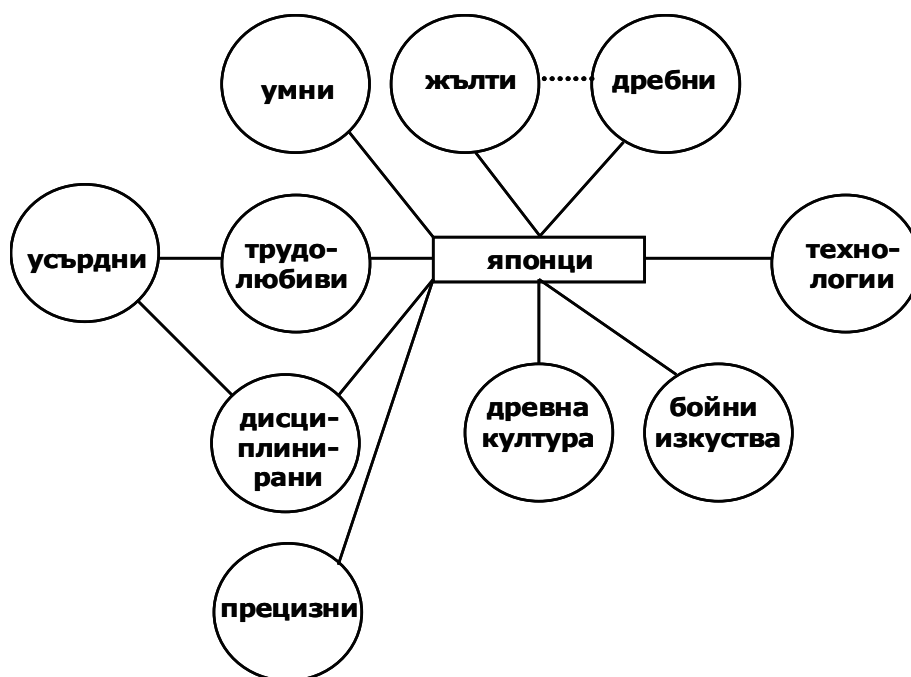 умни
жълти
дребни
усърдни
трудо-
любиви
японци
техно-
логии
дисци-
плини-
рани
древна
култура
бойни
изкуства
прецизни